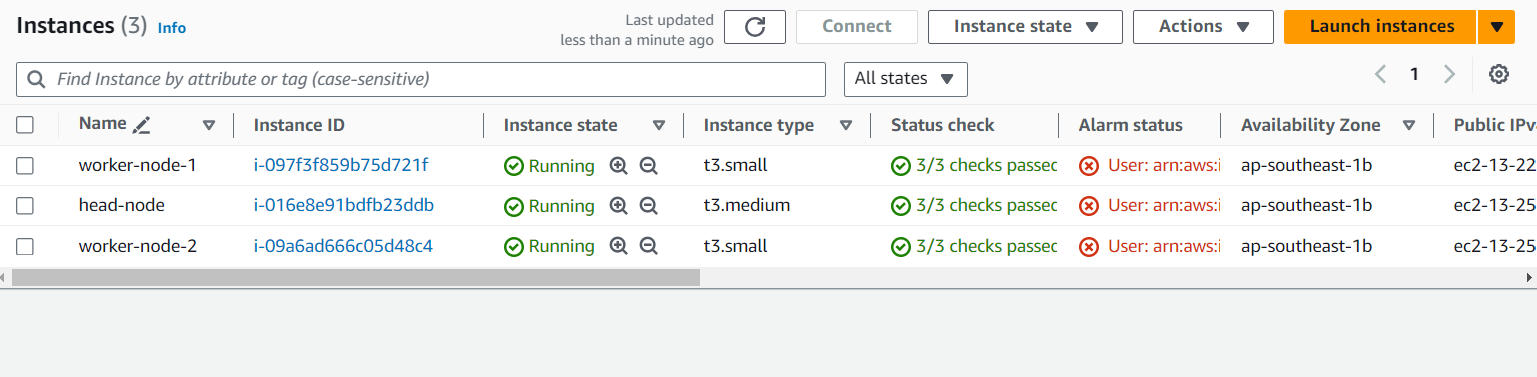 Instances (3) Info
Last updated
less than a minute ago
Connect
Instance state
Actions
Launch instances
Find Instance by attribute or tag (case-sensitive)
All states
1
Name Instance ID Instance state Instance type Status check Alarm status Availability Zone Public IPv
worker-node-1 i-097f3f859b75d721f Running t3.small 3/3 checks passed User: arn:aws:i ap-southeast-1b ec2-13-22
head-node i-016e8e91bdfb23ddb Running t3.medium 3/3 checks passed User: arn:aws:i ap-southeast-1b ec2-13-25
worker-node-2 i-09a6ad666c05d48c4 Running t3.small 3/3 checks passed User: arn:aws:i ap-southeast-1b ec2-13-25